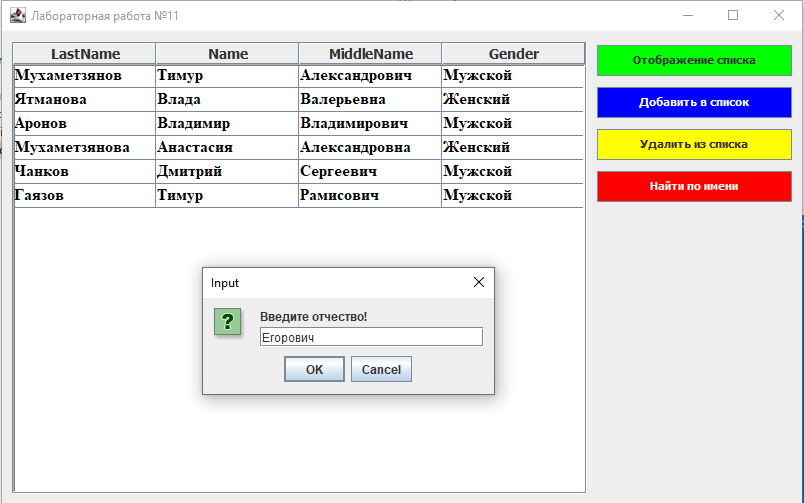 Лабораторная работа №11
LastName Name MiddleName Gender
Мухаметзянов Тимур Александрович Мужской
Ятманова Влада Валерьевна Женский
Аронов Владимир Владимирович Мужской
Мухаметзянова Анастасия Александровна Женский
Чанков Дмитрий Сергеевич Мужской
Гаязов Тимур Рамисович Мужской
Отображение списка
Добавить в список
Удалить из списка
Найти по имени
Input
?
Введите отчество!
Егорович
OK Cancel